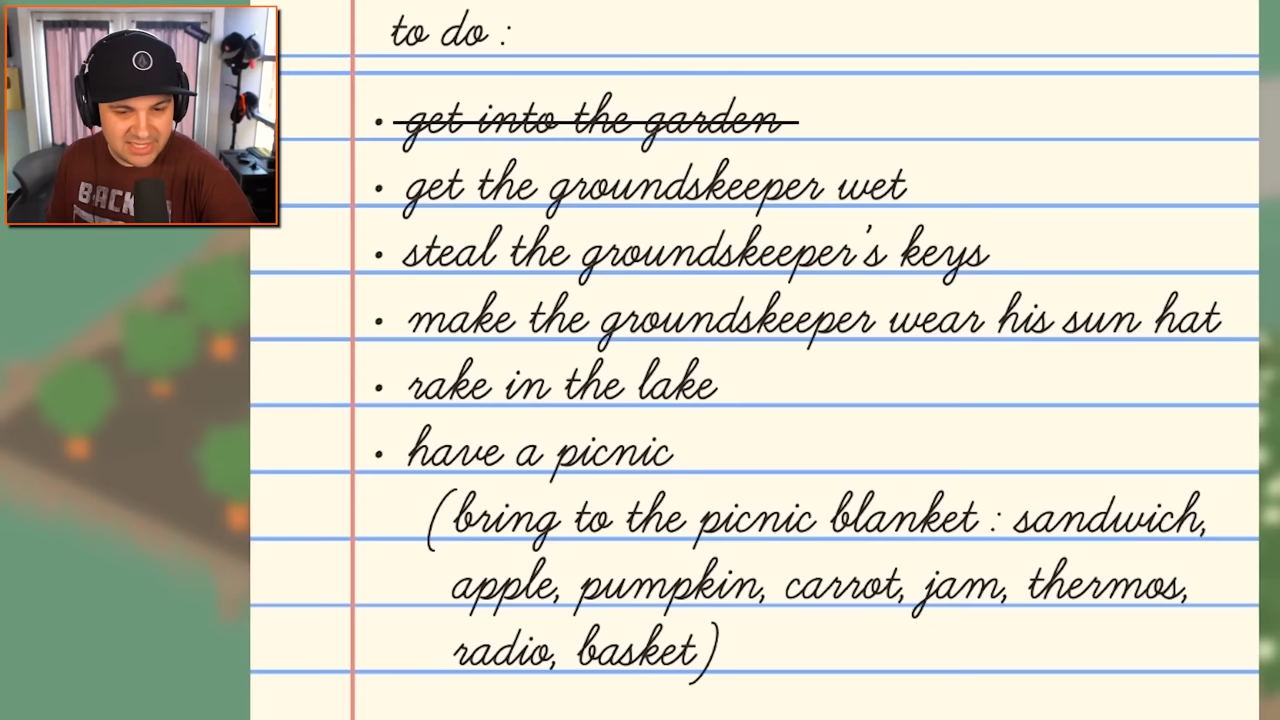 to do :
• get into the garden
• get the groundskeeper wet
• steal the groundskeeper's keys
• make the groundskeeper wear his sun hat
• rake in the lake
• have a picnic
(bring to the picnic blanket : sandwich,
apple, pumpkin, carrot, jam, thermos,
radio, basket)